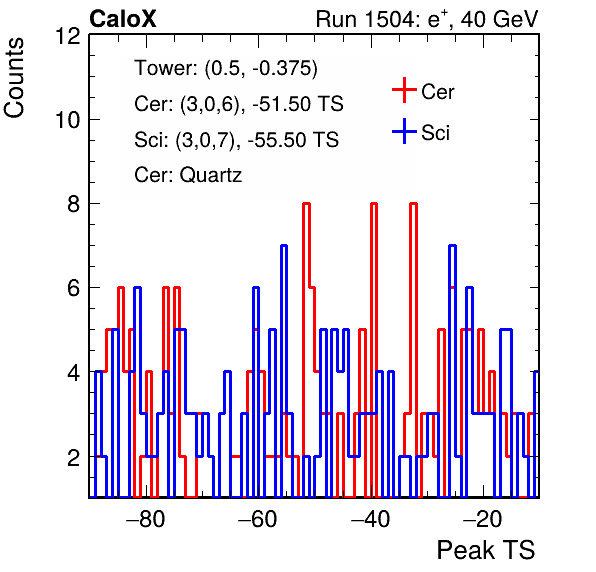 CaloX Run 1504: e+, 40 GeV
Counts
12
10
8
6
4
2
Tower: (0.5, -0.375)
Cer: (3,0,6), -51.50 TS
Sci: (3,0,7), -55.50 TS
Cer: Quartz
Cer
Sci
−80 −60 −40 −20
Peak TS